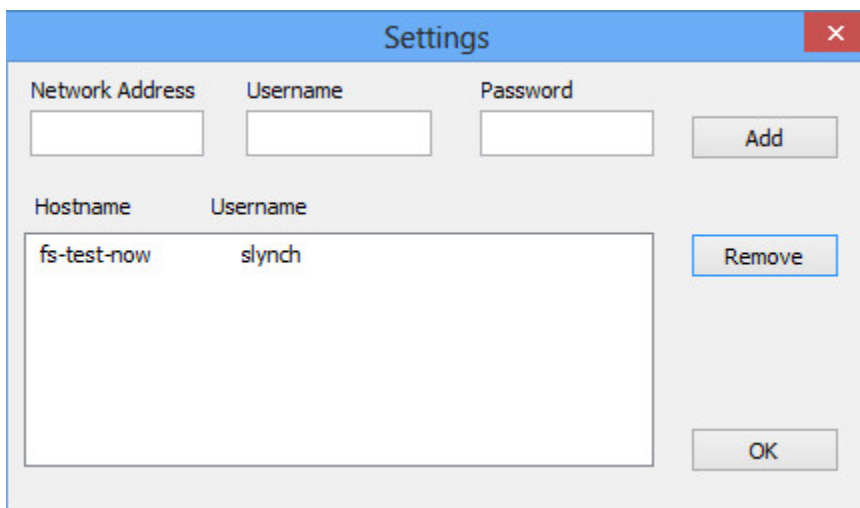 Settings
Network Address Username Password
Add
Hostname Username
fs-test-now slynch
Remove
OK